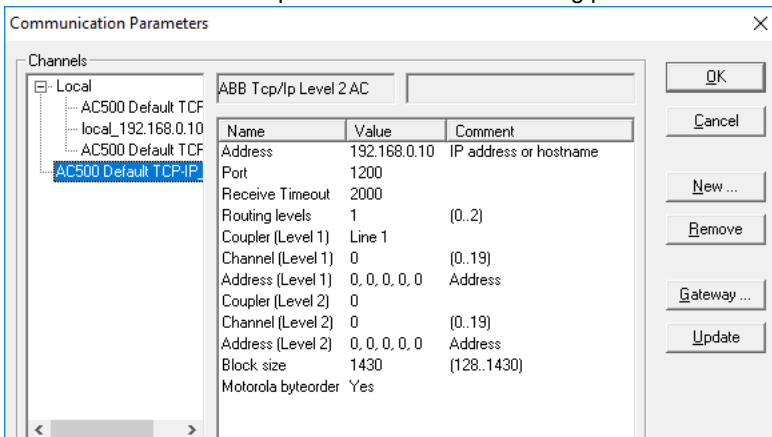 Communication Parameters
Channels
Local
AC500 Default TCF
local_192.168.0.10
AC500 Default TCF
AC500 Default TCP-IP_
ABB Tcp/Ip Level 2 AC
Name Value Comment
Address 192.168.0.10 IP address or hostname
Port 1200
Receive Timeout 2000
Routing levels 1 (0..2)
Coupler (Level 1) Line 1
Channel (Level 1) 0 (0..19)
Address (Level 1) 0, 0, 0, 0, 0 Address
Coupler (Level 2) 0
Channel (Level 2) 0 (0..19)
Address (Level 2) 0, 0, 0, 0, 0 Address
Block size 1430 (128..1430)
Motorola byteorder Yes
OK
Cancel
New ...
Remove
Gateway ...
Update